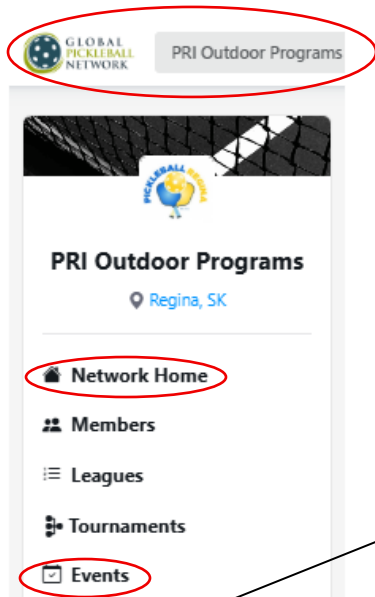 GLOBAL
PICKLEBALL
NETWORK
PRI Outdoor Programs
PICKLEBALL REGINA
PRI Outdoor Programs
Regina, SK
Network Home
Members
Leagues
Tournaments
Events